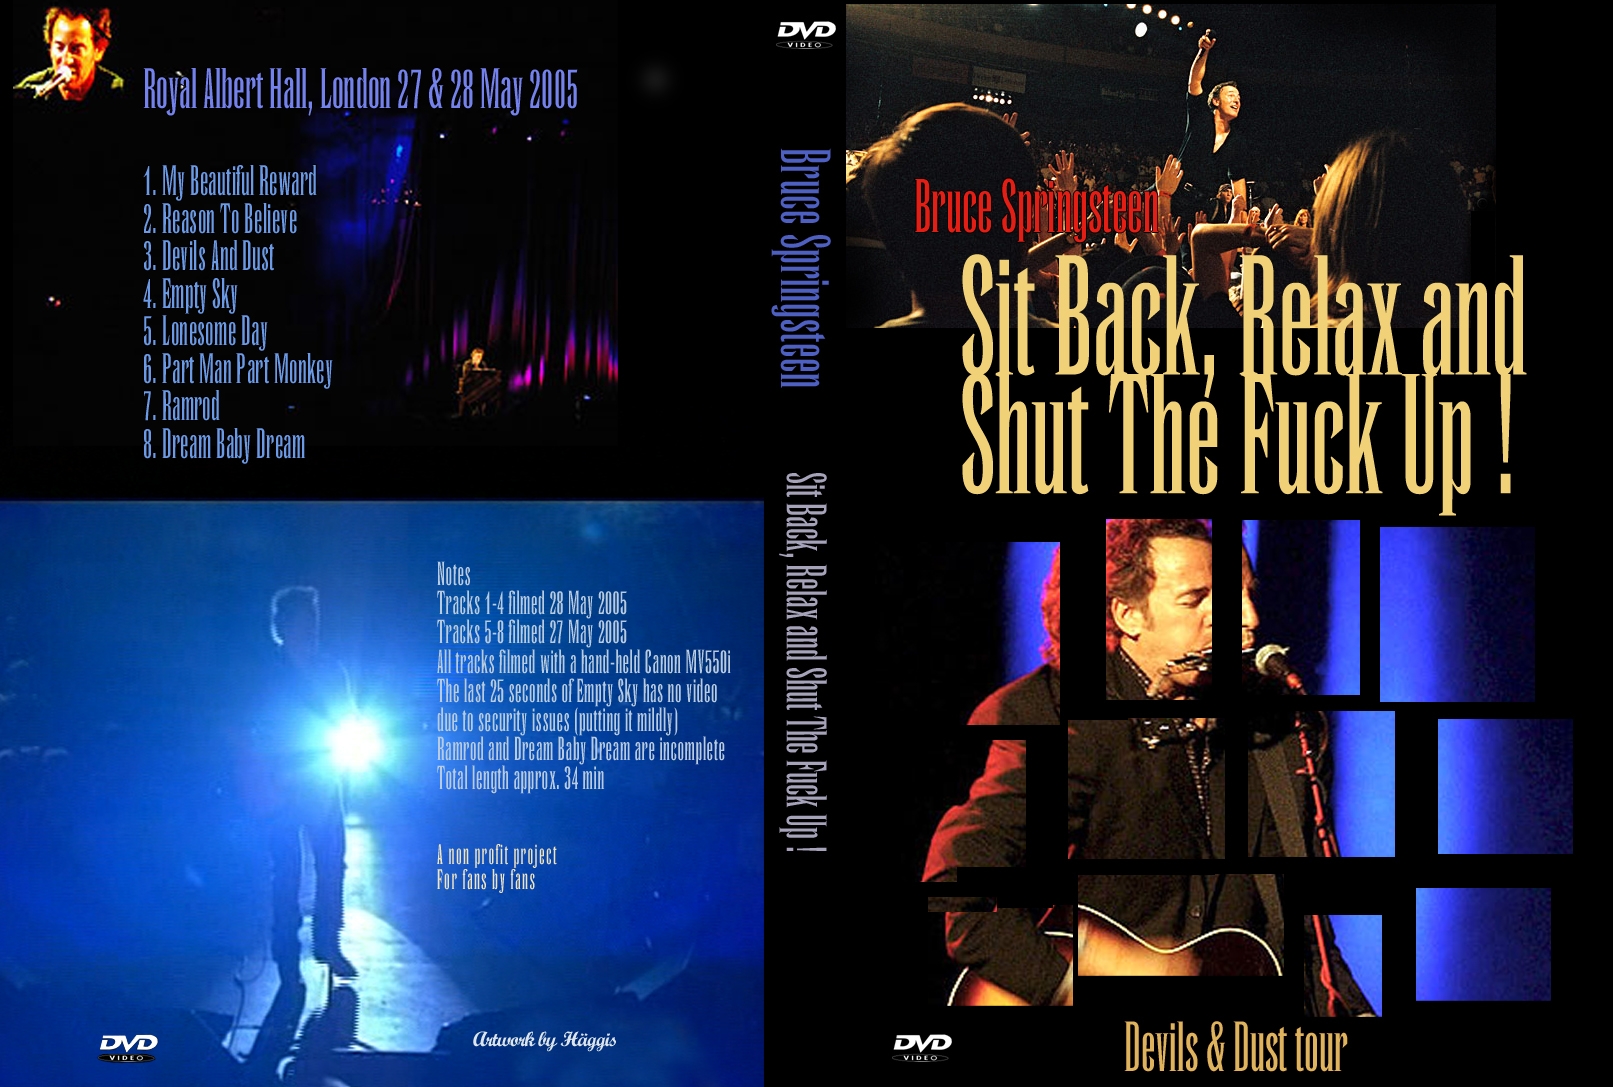 Royal Albert Hall, London 27 & 28 May 2005
1. My Beautiful Reward
2. Reason To Believe
3. Devils And Dust
4. Empty Sky
5. Lonesome Day
6. Part Man Part Monkey
7. Ramrod
8. Dream Baby Dream
Notes
Tracks 1-4 filmed 28 May 2005
Tracks 5-8 filmed 27 May 2005
All tracks filmed with a hand-held Canon MV550i
The last 25 seconds of Empty Sky has no video
due to security issues (putting it mildly)
Ramrod and Dream Baby Dream are incomplete
Total length approx. 34 min
A non profit project
For fans by fans
DVD
VIDEO
Artwork by Häggis
DVD
VIDEO
Bruce Springsteen
Sit Back, Relax and Shut The Fuck Up !
Bruce Springsteen
Sit Back, Relax and
Shut The Fuck Up !
DVD
VIDEO
Devils & Dust tour